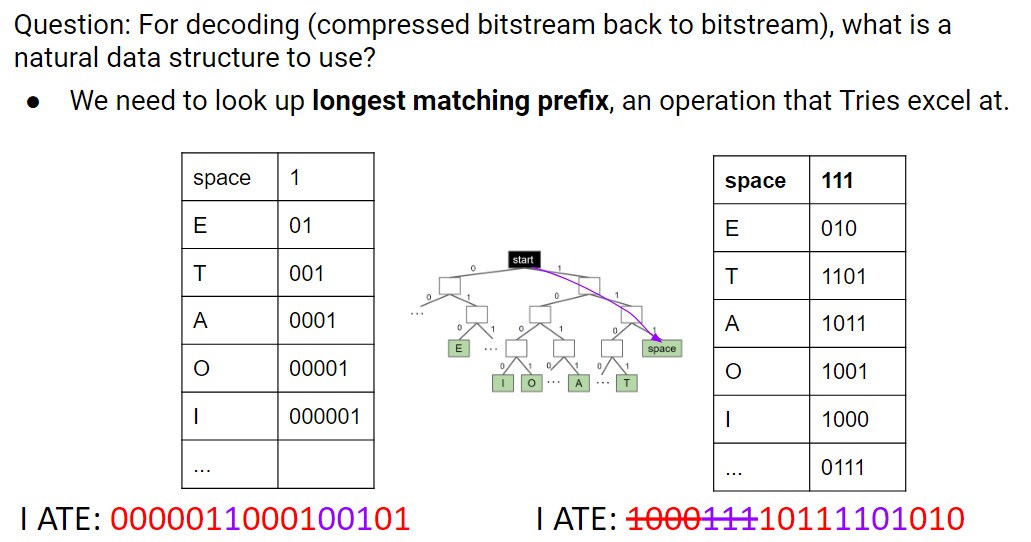 Question: For decoding (compressed bitstream back to bitstream), what is a
natural data structure to use?
● We need to look up longest matching prefix, an operation that Tries excel at.
space 1
E 01
T 001
A 0001
O 00001
I 000001
...
start
0 1
0 1 0 1
... 
0 1 0 1 0 1
E ... space
0 1 0 1 0 1
I O ... A ... T
space 111
E 010
T 1101
A 1011
O 1001
I 1000
... 0111
I ATE: 0000011000100101
I ATE: 100011110111101010